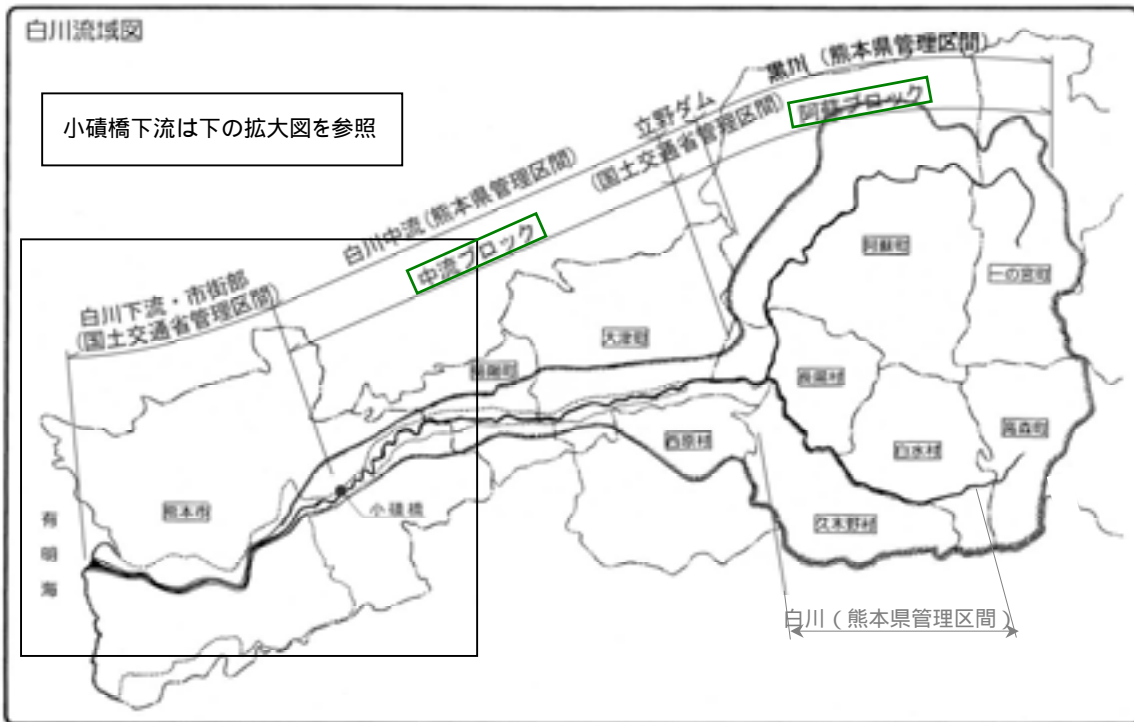 白川流域図
小磧橋下流は下の拡大図を参照
黒川(熊本県管理区間)
阿蘇ブロック
立野ダム
(国土交通省管理区間)
白川中流(熊本県管理区間)
中流ブロック
白川下流・市街部
(国土交通省管理区間)
阿蘇町
一の宮町
大津町
長陽村
白水村
高森町
西原村
久木野村
熊本市
小磧橋
有明海
白川(熊本県管理区間)